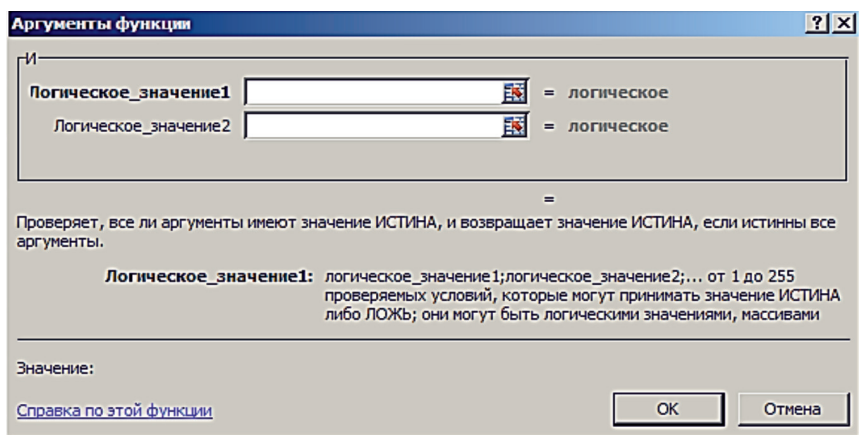 Аргументы функции
И
Логическое_значение1 = логическое
Логическое_значение2 = логическое
=
Проверяет, все ли аргументы имеют значение ИСТИНА, и возвращает значение ИСТИНА, если истинны все
аргументы.
Логическое_значение1: логическое_значение1;логическое_значение2;... от 1 до 255
проверяемых условий, которые могут принимать значение ИСТИНА
либо ЛОЖЬ; они могут быть логическими значениями, массивами
Значение:
Справка по этой функции
ОК
Отмена